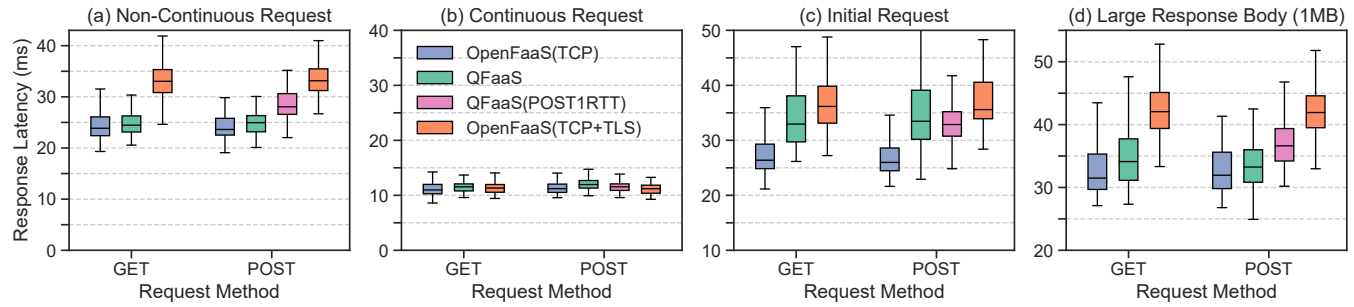 (a) Non-Continuous Request
Response Latency (ms)
40
30
20
10
0
GET POST
Request Method
(b) Continuous Request
40
30
20
10
0
OpenFaaS(TCP)
QFaaS
QFaaS(POST1RTT)
OpenFaaS(TCP+TLS)
GET POST
Request Method
(c) Initial Request
50
40
30
20
10
GET POST
Request Method
(d) Large Response Body (1MB)
50
40
30
20
GET POST
Request Method